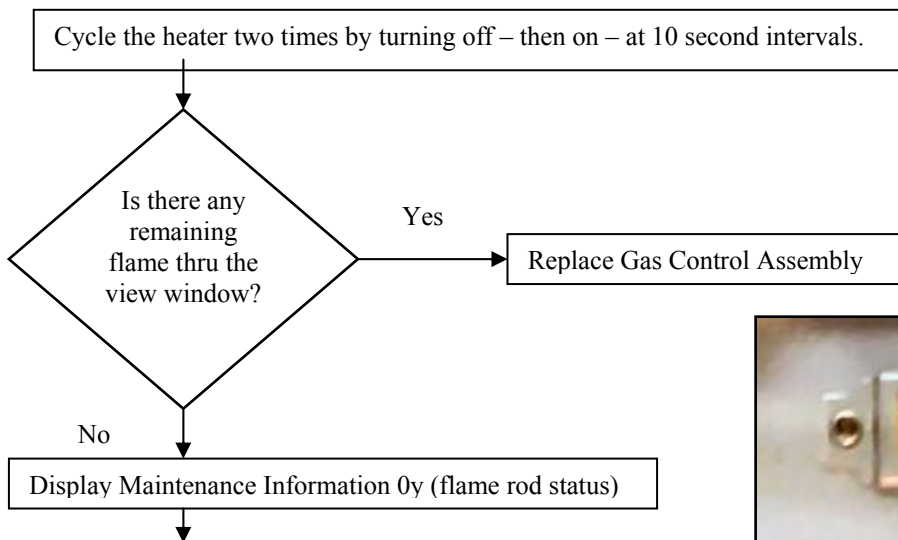 Cycle the heater two times by turning off – then on – at 10 second intervals.
Is there any
remaining
flame thru the
view window?
Yes
Replace Gas Control Assembly
No
Display Maintenance Information 0y (flame rod status)